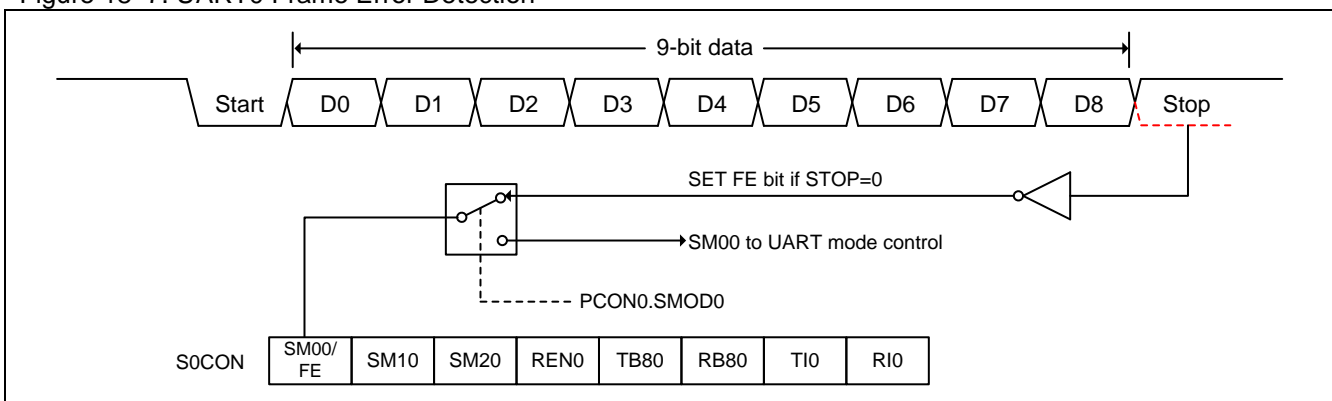 Figure UART0 Frame Error Detection
9-bit data
Start D0 D1 D2 D3 D4 D5 D6 D7 D8 Stop
SET FE bit if STOP=0
SM00 to UART mode control
PCON0.SMOD0
S0CON SM00/ FE SM10 SM20 REN0 TB80 RB80 TI0 RI0